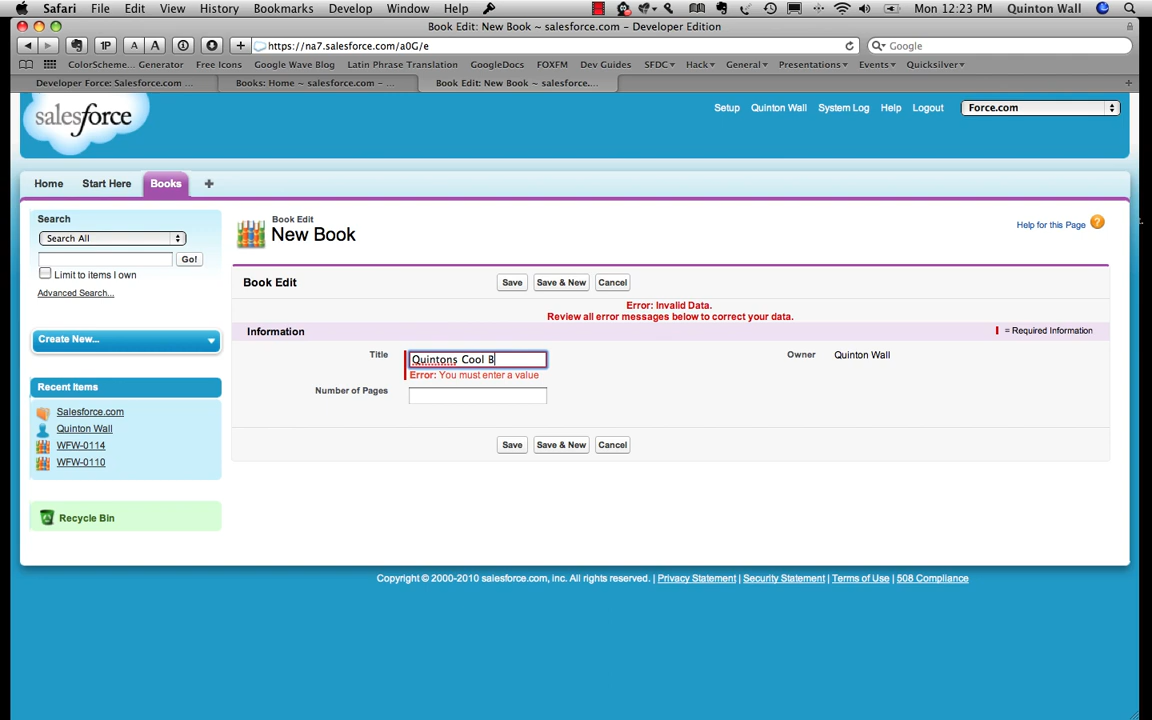 Safari File Edit View History Bookmarks Develop Window Help Mon 12:23 PM Quinton Wall
Book Edit: New Book ~ salesforce.com – Developer Edition
1P A A https://na7.salesforce.com/a0G/e Google
ColorScheme... Generator Free Icons Google Wave Blog Latin Phrase Translation GoogleDocs FOXFM Dev Guides SFDC Hack General Presentations Events Quicksilver
Developer Force: Salesforce.com ... Books: Home ~ salesforce.com – ... Book Edit: New Book ~ salesforce....
salesforce
Setup Quinton Wall System Log Help Logout Force.com
Home Start Here Books
Search
Search All
Go!
Limit to items I own
Advanced Search...
Create New...
Recent Items
Salesforce.com
Quinton Wall
WFW-0114
WFW-0110
Recycle Bin
Book Edit
New Book
Help for this Page ?
Book Edit Save Save & New Cancel
Error: Invalid Data.
Review all error messages below to correct your data.
Information = Required Information
Title Quintons Cool B Owner Quinton Wall
Error: You must enter a value
Number of Pages
Save Save & New Cancel
Copyright © 2000-2010 salesforce.com, inc. All rights reserved. | Privacy Statement | Security Statement | Terms of Use | 508 Compliance